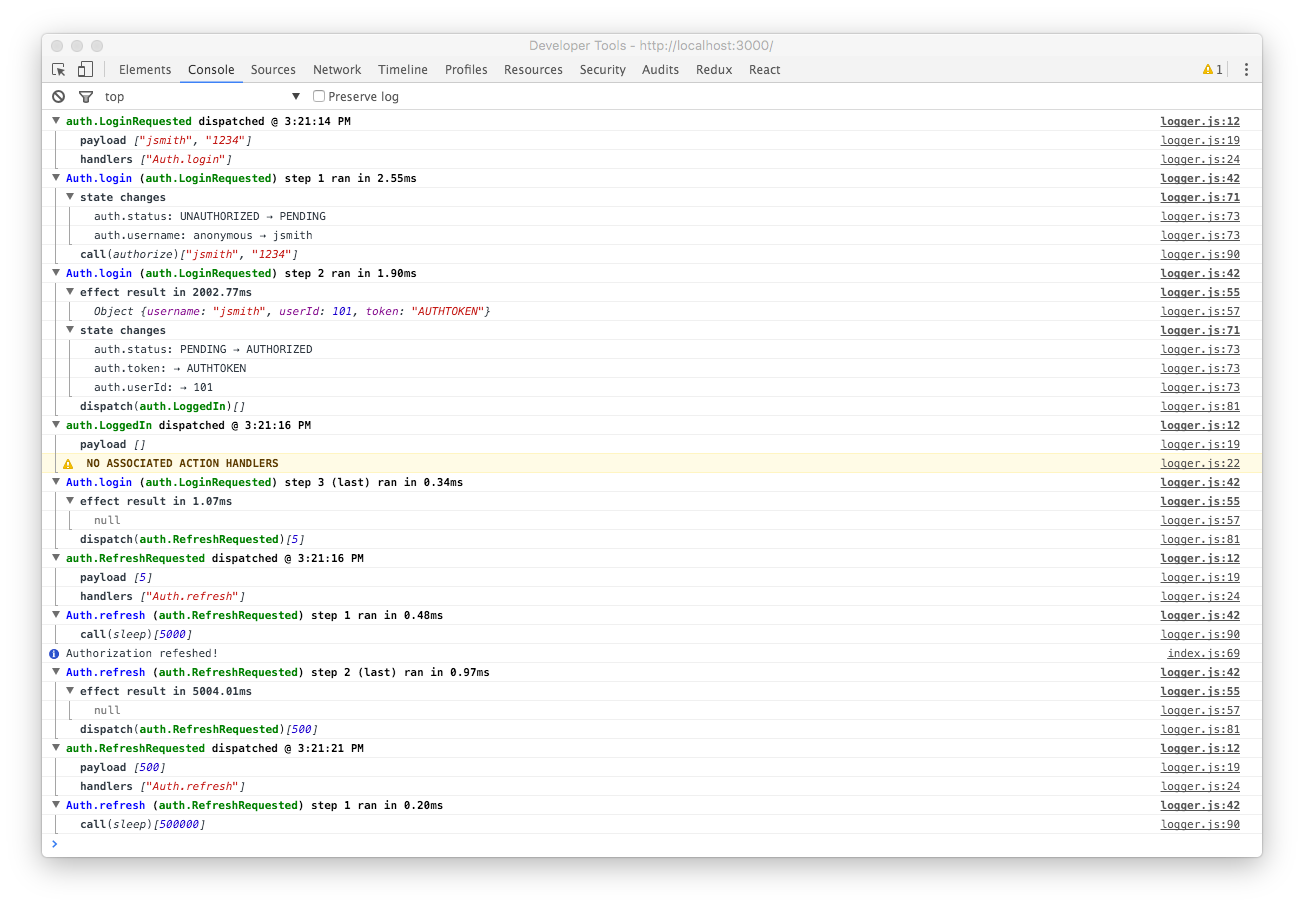 Developer Tools - http://localhost:3000/
Elements Console Sources Network Timeline Profiles Resources Security Audits Redux React 1
top Preserve log
auth.LoginRequested dispatched @ 3:21:14 PM logger.js:12
payload ["jsmith", "1234"] logger.js:19
handlers ["Auth.login"] logger.js:24
Auth.login (auth.LoginRequested) step 1 ran in 2.55ms logger.js:42
state changes logger.js:71
auth.status: UNAUTHORIZED → PENDING logger.js:73
auth.username: anonymous → jsmith logger.js:73
call(authorize)["jsmith", "1234"] logger.js:90
Auth.login (auth.LoginRequested) step 2 ran in 1.90ms logger.js:42
effect result in 2002.77ms logger.js:55
Object {username: "jsmith", userId: 101, token: "AUTHTOKEN"} logger.js:57
state changes logger.js:71
auth.status: PENDING → AUTHORIZED logger.js:73
auth.token: → AUTHTOKEN logger.js:73
auth.userId: → 101 logger.js:73
dispatch(auth.LoggedIn)[] logger.js:81
auth.LoggedIn dispatched @ 3:21:16 PM logger.js:12
payload [] logger.js:19
NO ASSOCIATED ACTION HANDLERS logger.js:22
Auth.login (auth.LoginRequested) step 3 (last) ran in 0.34ms logger.js:42
effect result in 1.07ms logger.js:55
null logger.js:57
dispatch(auth.RefreshRequested)[5] logger.js:81
auth.RefreshRequested dispatched @ 3:21:16 PM logger.js:12
payload [5] logger.js:19
handlers ["Auth.refresh"] logger.js:24
Auth.refresh (auth.RefreshRequested) step 1 ran in 0.48ms logger.js:42
call(sleep)[5000] logger.js:90
Authorization refeshed! index.js:69
Auth.refresh (auth.RefreshRequested) step 2 (last) ran in 0.97ms logger.js:42
effect result in 5004.01ms logger.js:55
null logger.js:57
dispatch(auth.RefreshRequested)[500] logger.js:81
auth.RefreshRequested dispatched @ 3:21:21 PM logger.js:12
payload [500] logger.js:19
handlers ["Auth.refresh"] logger.js:24
Auth.refresh (auth.RefreshRequested) step 1 ran in 0.20ms logger.js:42
call(sleep)[500000] logger.js:90